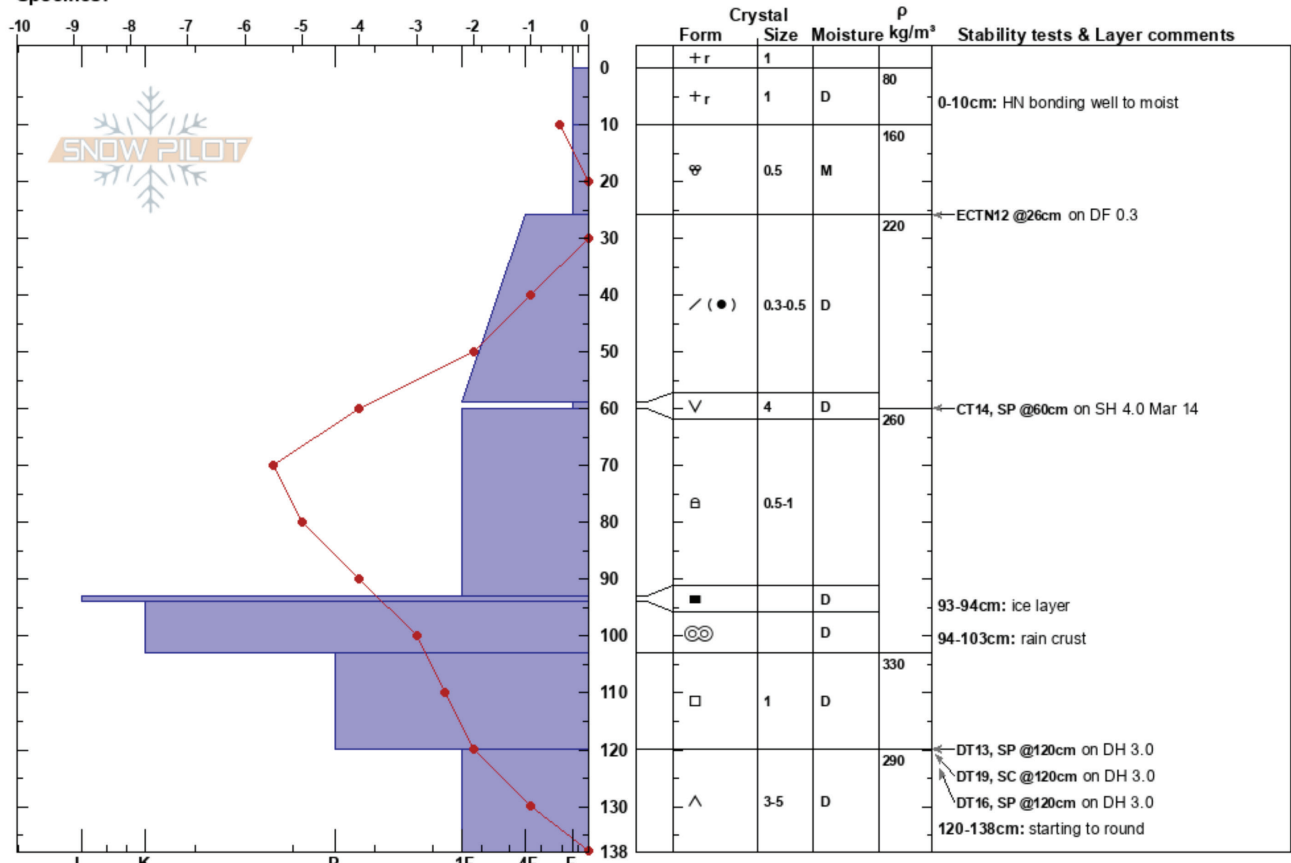 -10 -9 -8 -7 -6 -5 -4 -3 -2 -1 0
Crystal
Form Size Moisture
ρ
kg/m³
Stability tests & Layer comments
SNOW PILOT
0
10
20
30
40
50
60
70
80
90
100
110
120
130
138
+ r 1
80
+ r 1 D
0-10cm: HN bonding well to moist
160
0.5 M
ECTN12 @26cm on DF 0.3
220
/ ( ● ) 0.3-0.5 D
V 4 D
CT14, SP @60cm on SH 4.0 Mar 14
260
0.5-1
■ D
93-94cm: ice layer
D
94-103cm: rain crust
330
□ 1 D
DT13, SP @120cm on DH 3.0
290
DT19, SC @120cm on DH 3.0
∧ 3-5 D
DT16, SP @120cm on DH 3.0
120-138cm: starting to round